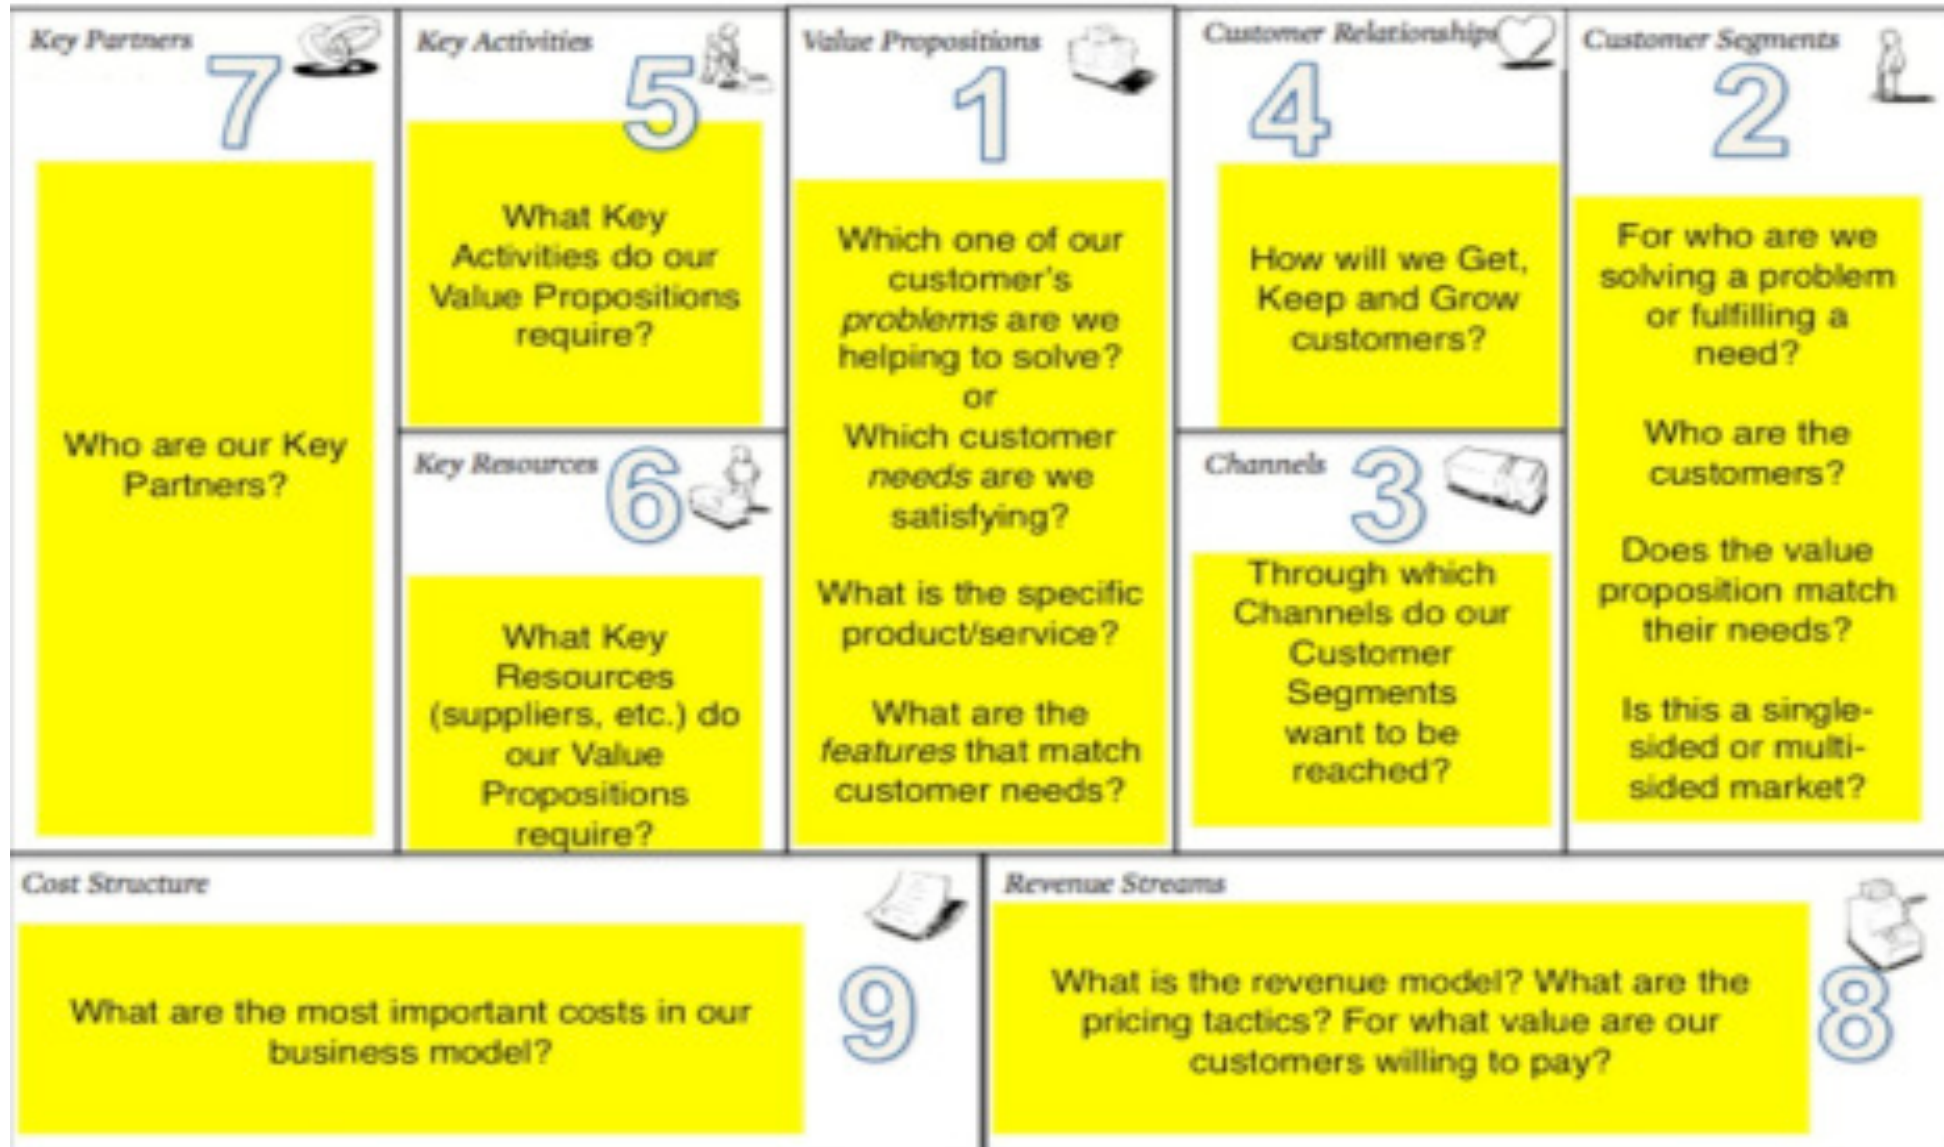 Key Partners
7
Who are our Key
Partners?
Key Activities
5
What Key
Activities do our
Value Propositions
require?
Key Resources
6
What Key
Resources
(suppliers, etc.) do
our Value
Propositions
require?
Value Propositions
1
Which one of our
customer's
problems are we
helping to solve?
or
Which customer
needs are we
satisfying?
What is the specific
product/service?
What are the
features that match
customer needs?
Customer Relationships
4
How will we Get,
Keep and Grow
customers?
Channels
3
Through which
Channels do our
Customer
Segments
want to be
reached?
Customer Segments
2
For who are we
solving a problem
or fulfilling a
need?
Who are the
customers?
Does the value
proposition match
their needs?
Is this a single-
sided or multi-
sided market?
Cost Structure
9
What are the most important costs in our
business model?
Revenue Streams
8
What is the revenue model? What are the
pricing tactics? For what value are our
customers willing to pay?